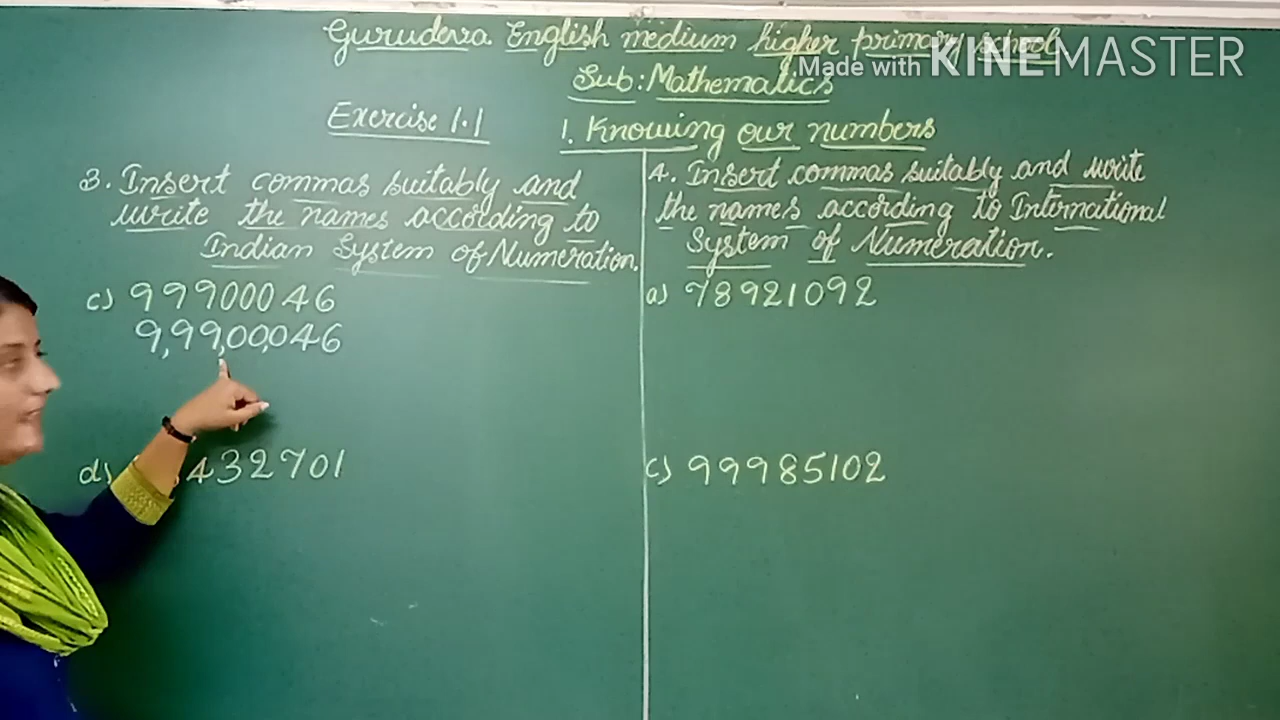 Gurudeva English medium higher primary school
Made with KINEMASTER
Sub: Mathematics
Exercise 1.1
1. Knowing our numbers
3. Insert commas suitably and
write the names according to
Indian System of Numeration.
c) 99900046
9,99,00,046
d) 432701
4. Insert commas suitably and write
the names according to International
System of Numeration.
a) 78921092
c) 99985102